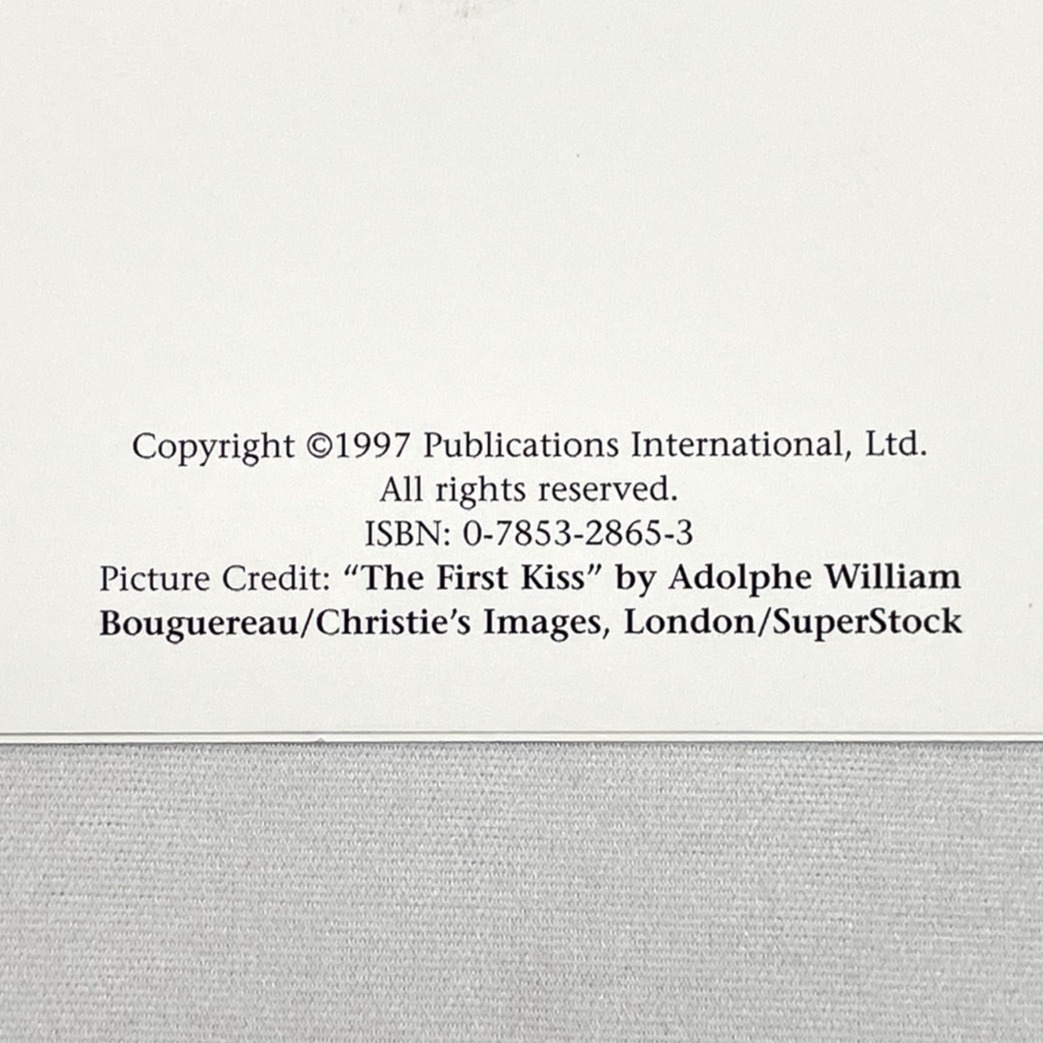 Copyright ©1997 Publications International, Ltd.
All rights reserved.
ISBN: 0-7853-2865-3
Picture Credit: “The First Kiss” by Adolphe William
Bouguereau/Christie’s Images, London/SuperStock